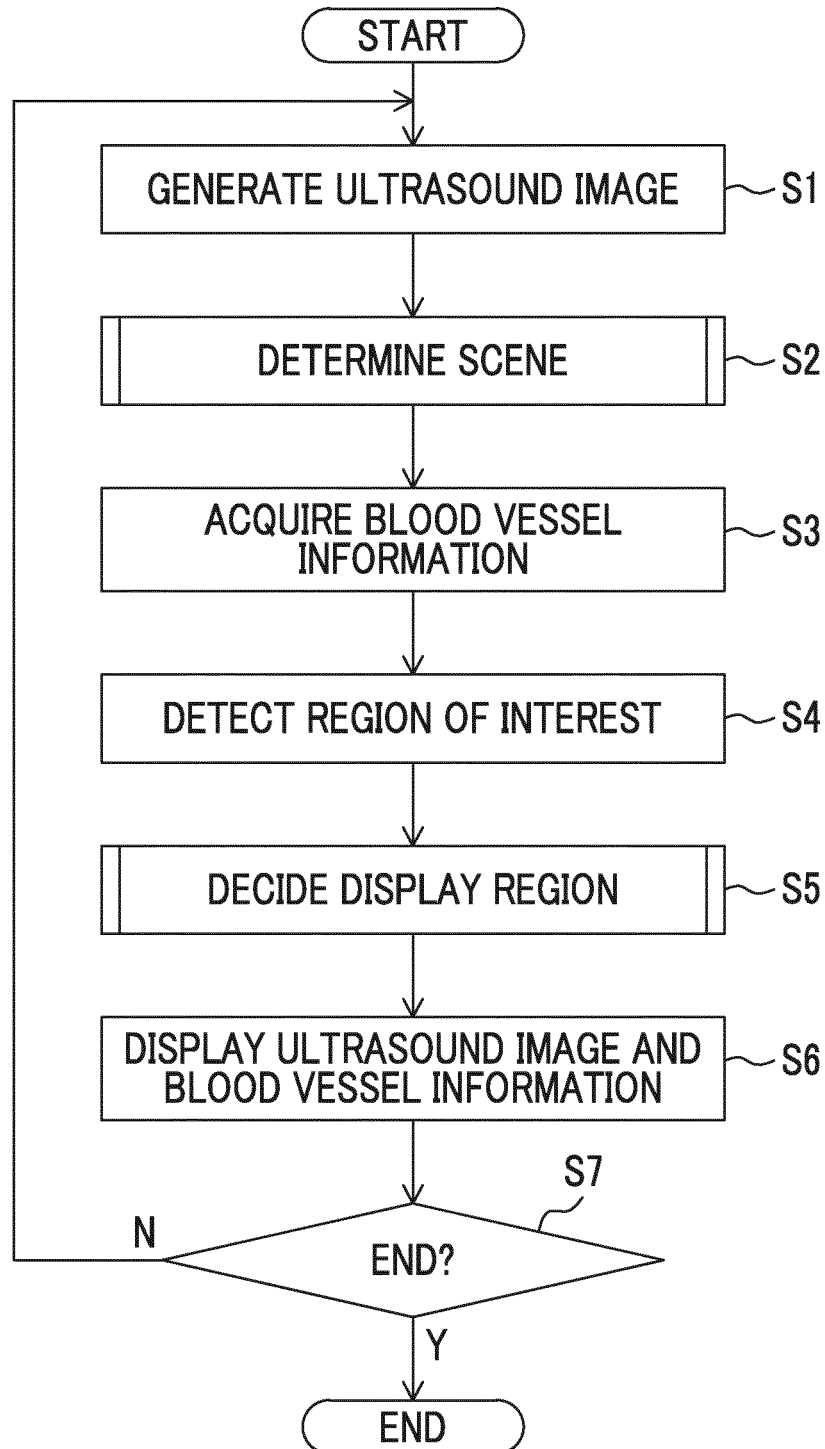 START
GENERATE ULTRASOUND IMAGE
S1
DETERMINE SCENE
S2
ACQUIRE BLOOD VESSEL
INFORMATION
S3
DETECT REGION OF INTEREST
S4
DECIDE DISPLAY REGION
S5
DISPLAY ULTRASOUND IMAGE AND
BLOOD VESSEL INFORMATION
S6
S7
N
END?
Y
END